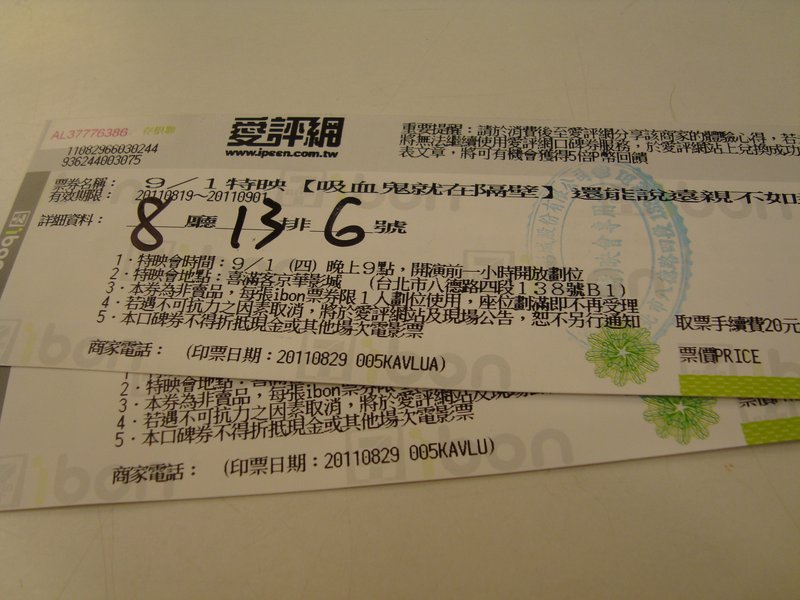 AL37776386 存根聯
11082966030244
936244003075
愛評網
www.ipeen.com.tw
重要提醒：請於消費後至愛評網分享該商家的體驗心得，若
將無法繼續使用愛評網口碑券服務，於愛評網站上兌換成功
表文章，將可有機會獲得5倍P幣回饋
票券名稱： 9／1特映【吸血鬼就在隔壁】還能說遠親不如
有效期限： 20110819～20110901
詳細資料： 8 廳 13 排 6 號
1．特映會時間：9／1（四）晚上9點，開演前一小時開放劃位
2．特映會地點：喜滿客京華影城 （台北市八德路四段138號B1）
3．本券為非賣品，每張ibon票券限1人劃位使用，座位劃滿即不再受理
4．若遇不可抗力之因素取消，將於愛評網站及現場公告，恕不另行通知
5．本口碑券不得折抵現金或其他場次電影票
取票手續費20元
商家電話： （印票日期：20110829 005KAVLUA）
票價PRICE
ibon
2．特映會地點：喜滿
3．本券為非賣品，每張ibon票券限
4．若遇不可抗力之因素取消，將於愛評網站及現場
5．本口碑券不得折抵現金或其他場次電影票
商家電話： （印票日期：20110829 005KAVLU）
票價
ibon
ibon